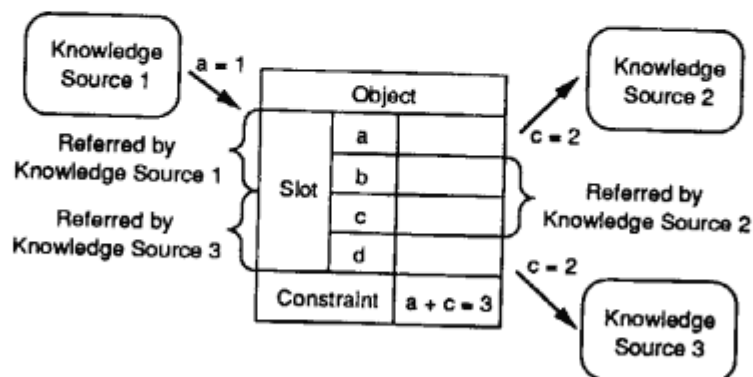 Knowledge
Source 1
a = 1
Object
Knowledge
Source 2
c = 2
Referred by
Knowledge Source 1
Referred by
Knowledge Source 3
Slot
a
b
c
d
Referred by
Knowledge Source 2
Constraint
a + c = 3
c = 2
Knowledge
Source 3